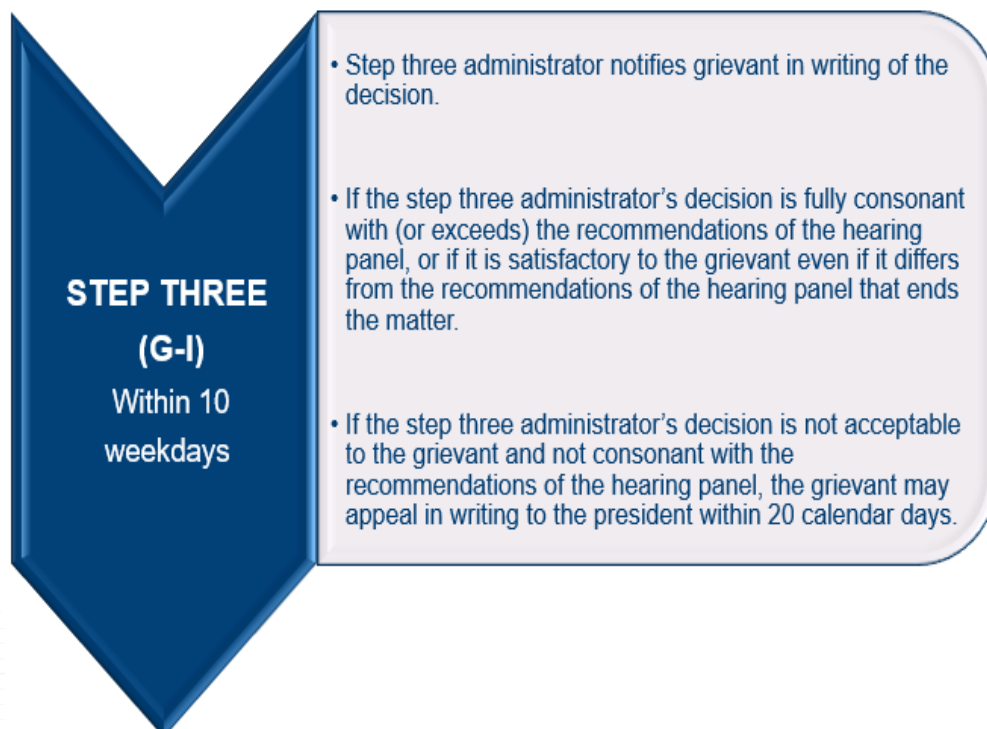 STEP THREE
(G-I)
Within 10
weekdays
• Step three administrator notifies grievant in writing of the
decision.
• If the step three administrator’s decision is fully consonant
with (or exceeds) the recommendations of the hearing
panel, or if it is satisfactory to the grievant even if it differs
from the recommendations of the hearing panel that ends
the matter.
• If the step three administrator’s decision is not acceptable
to the grievant and not consonant with the
recommendations of the hearing panel, the grievant may
appeal in writing to the president within 20 calendar days.